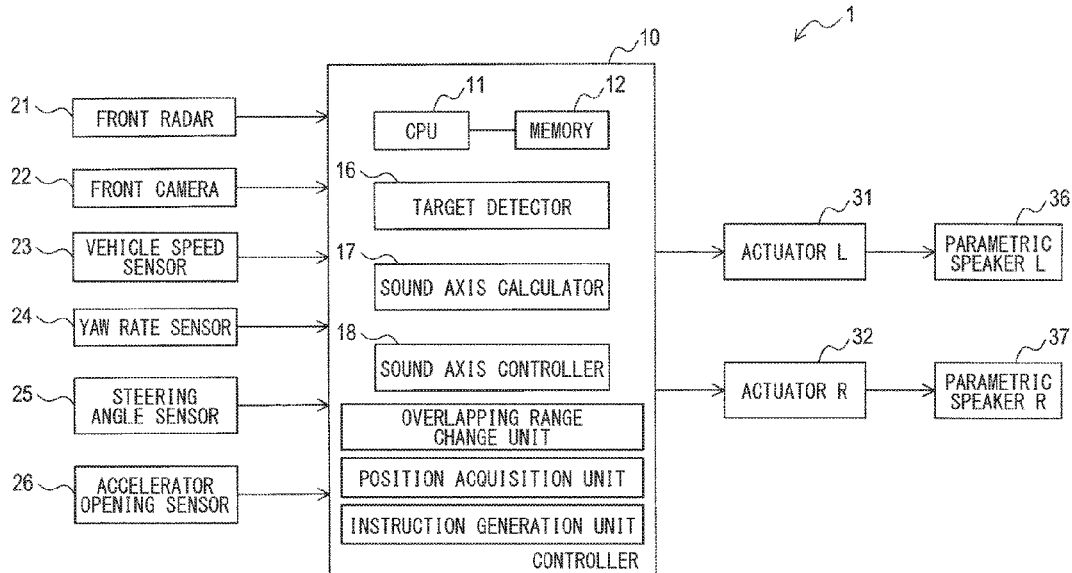 1
10
21
FRONT RADAR
22
FRONT CAMERA
23
VEHICLE SPEED
SENSOR
24
YAW RATE SENSOR
25
STEERING
ANGLE SENSOR
26
ACCELERATOR
OPENING SENSOR
11
CPU
12
MEMORY
16
TARGET DETECTOR
17
SOUND AXIS CALCULATOR
18
SOUND AXIS CONTROLLER
OVERLAPPING RANGE
CHANGE UNIT
POSITION ACQUISITION UNIT
INSTRUCTION GENERATION UNIT
CONTROLLER
31
ACTUATOR L
36
PARAMETRIC
SPEAKER L
32
ACTUATOR R
37
PARAMETRIC
SPEAKER R